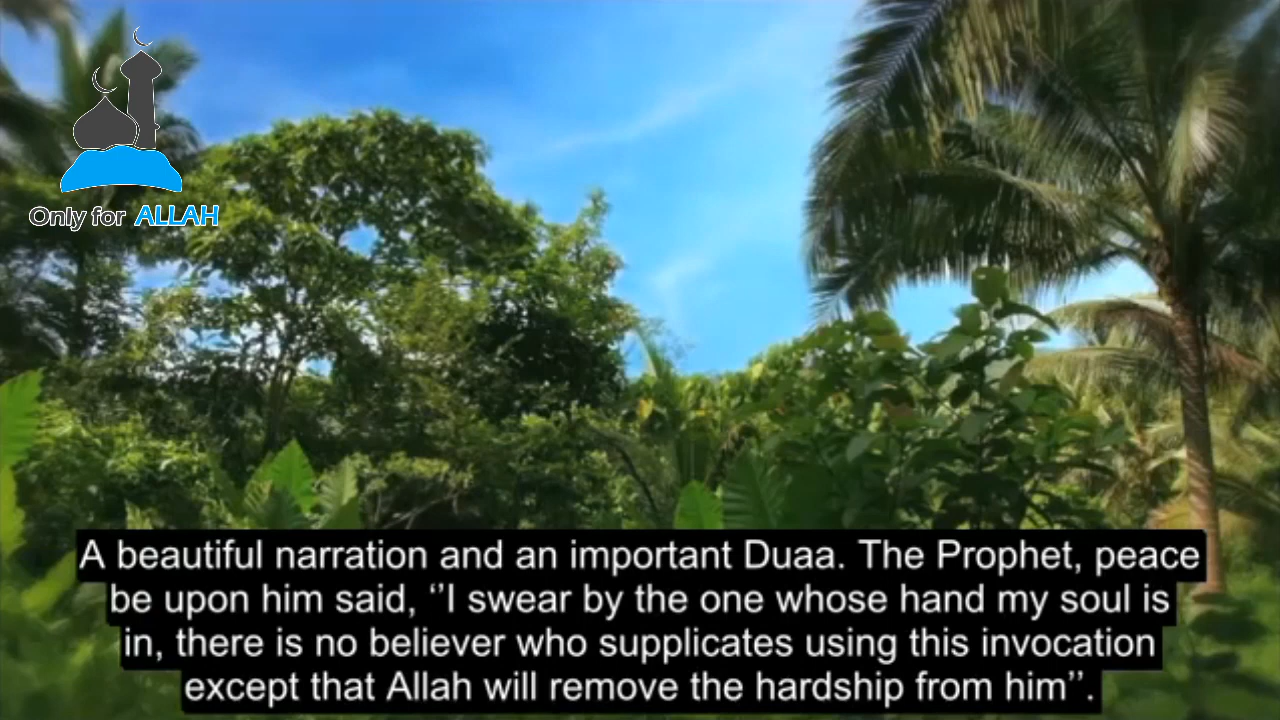 Only for ALLAH
A beautiful narration and an important Duaa. The Prophet, peace
be upon him said, ‘’I swear by the one whose hand my soul is
in, there is no believer who supplicates using this invocation
except that Allah will remove the hardship from him’’.